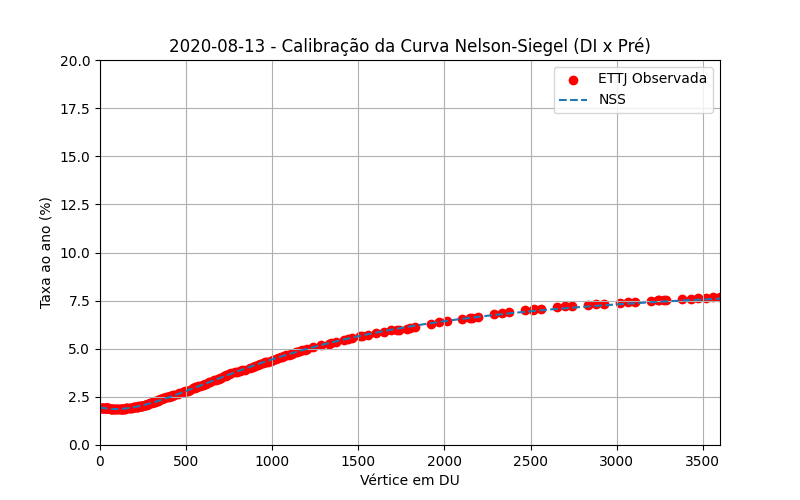 2020-08-13 - Calibração da Curva Nelson-Siegel (DI x Pré)
ETTJ Observada
NSS
Taxa ao ano (%)
20.0
17.5
15.0
12.5
10.0
7.5
5.0
2.5
0.0
0 500 1000 1500 2000 2500 3000 3500
Vértice em DU